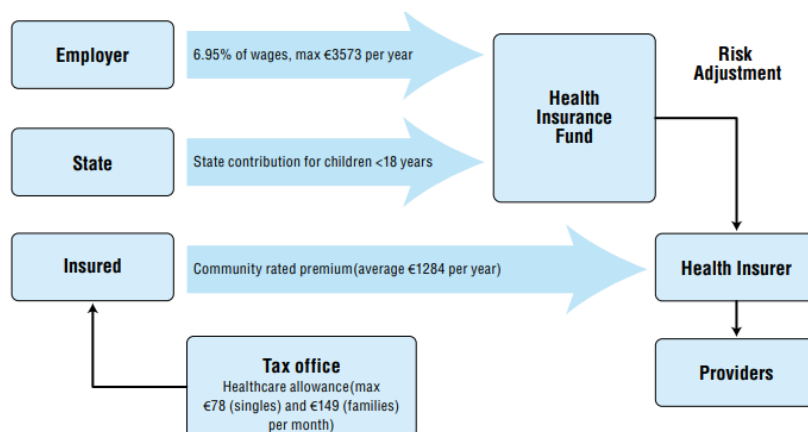 Employer
6.95% of wages, max €3573 per year
Health
Insurance
Fund
Risk
Adjustment
State
State contribution for children <18 years
Insured
Community rated premium(average €1284 per year)
Health Insurer
Tax office
Healthcare allowance(max
€78 (singles) and €149 (families)
per month)
Providers